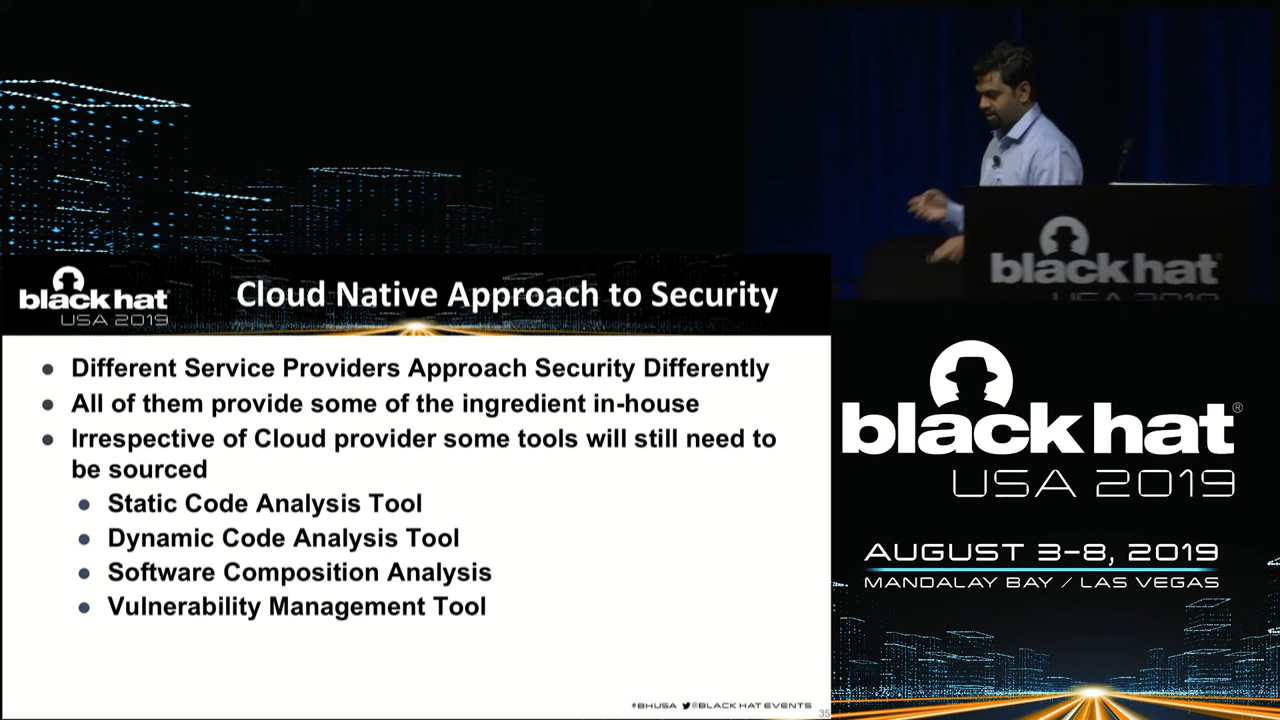 black hat
USA 2019
Cloud Native Approach to Security
● Different Service Providers Approach Security Differently
● All of them provide some of the ingredient in-house
● Irrespective of Cloud provider some tools will still need to
be sourced
● Static Code Analysis Tool
● Dynamic Code Analysis Tool
● Software Composition Analysis
● Vulnerability Management Tool
#BHUSA @BLACK HAT EVENTS
35
black hat
USA 2019
black hat®
USA 2019
AUGUST 3–8, 2019
MANDALAY BAY / LAS VEGAS